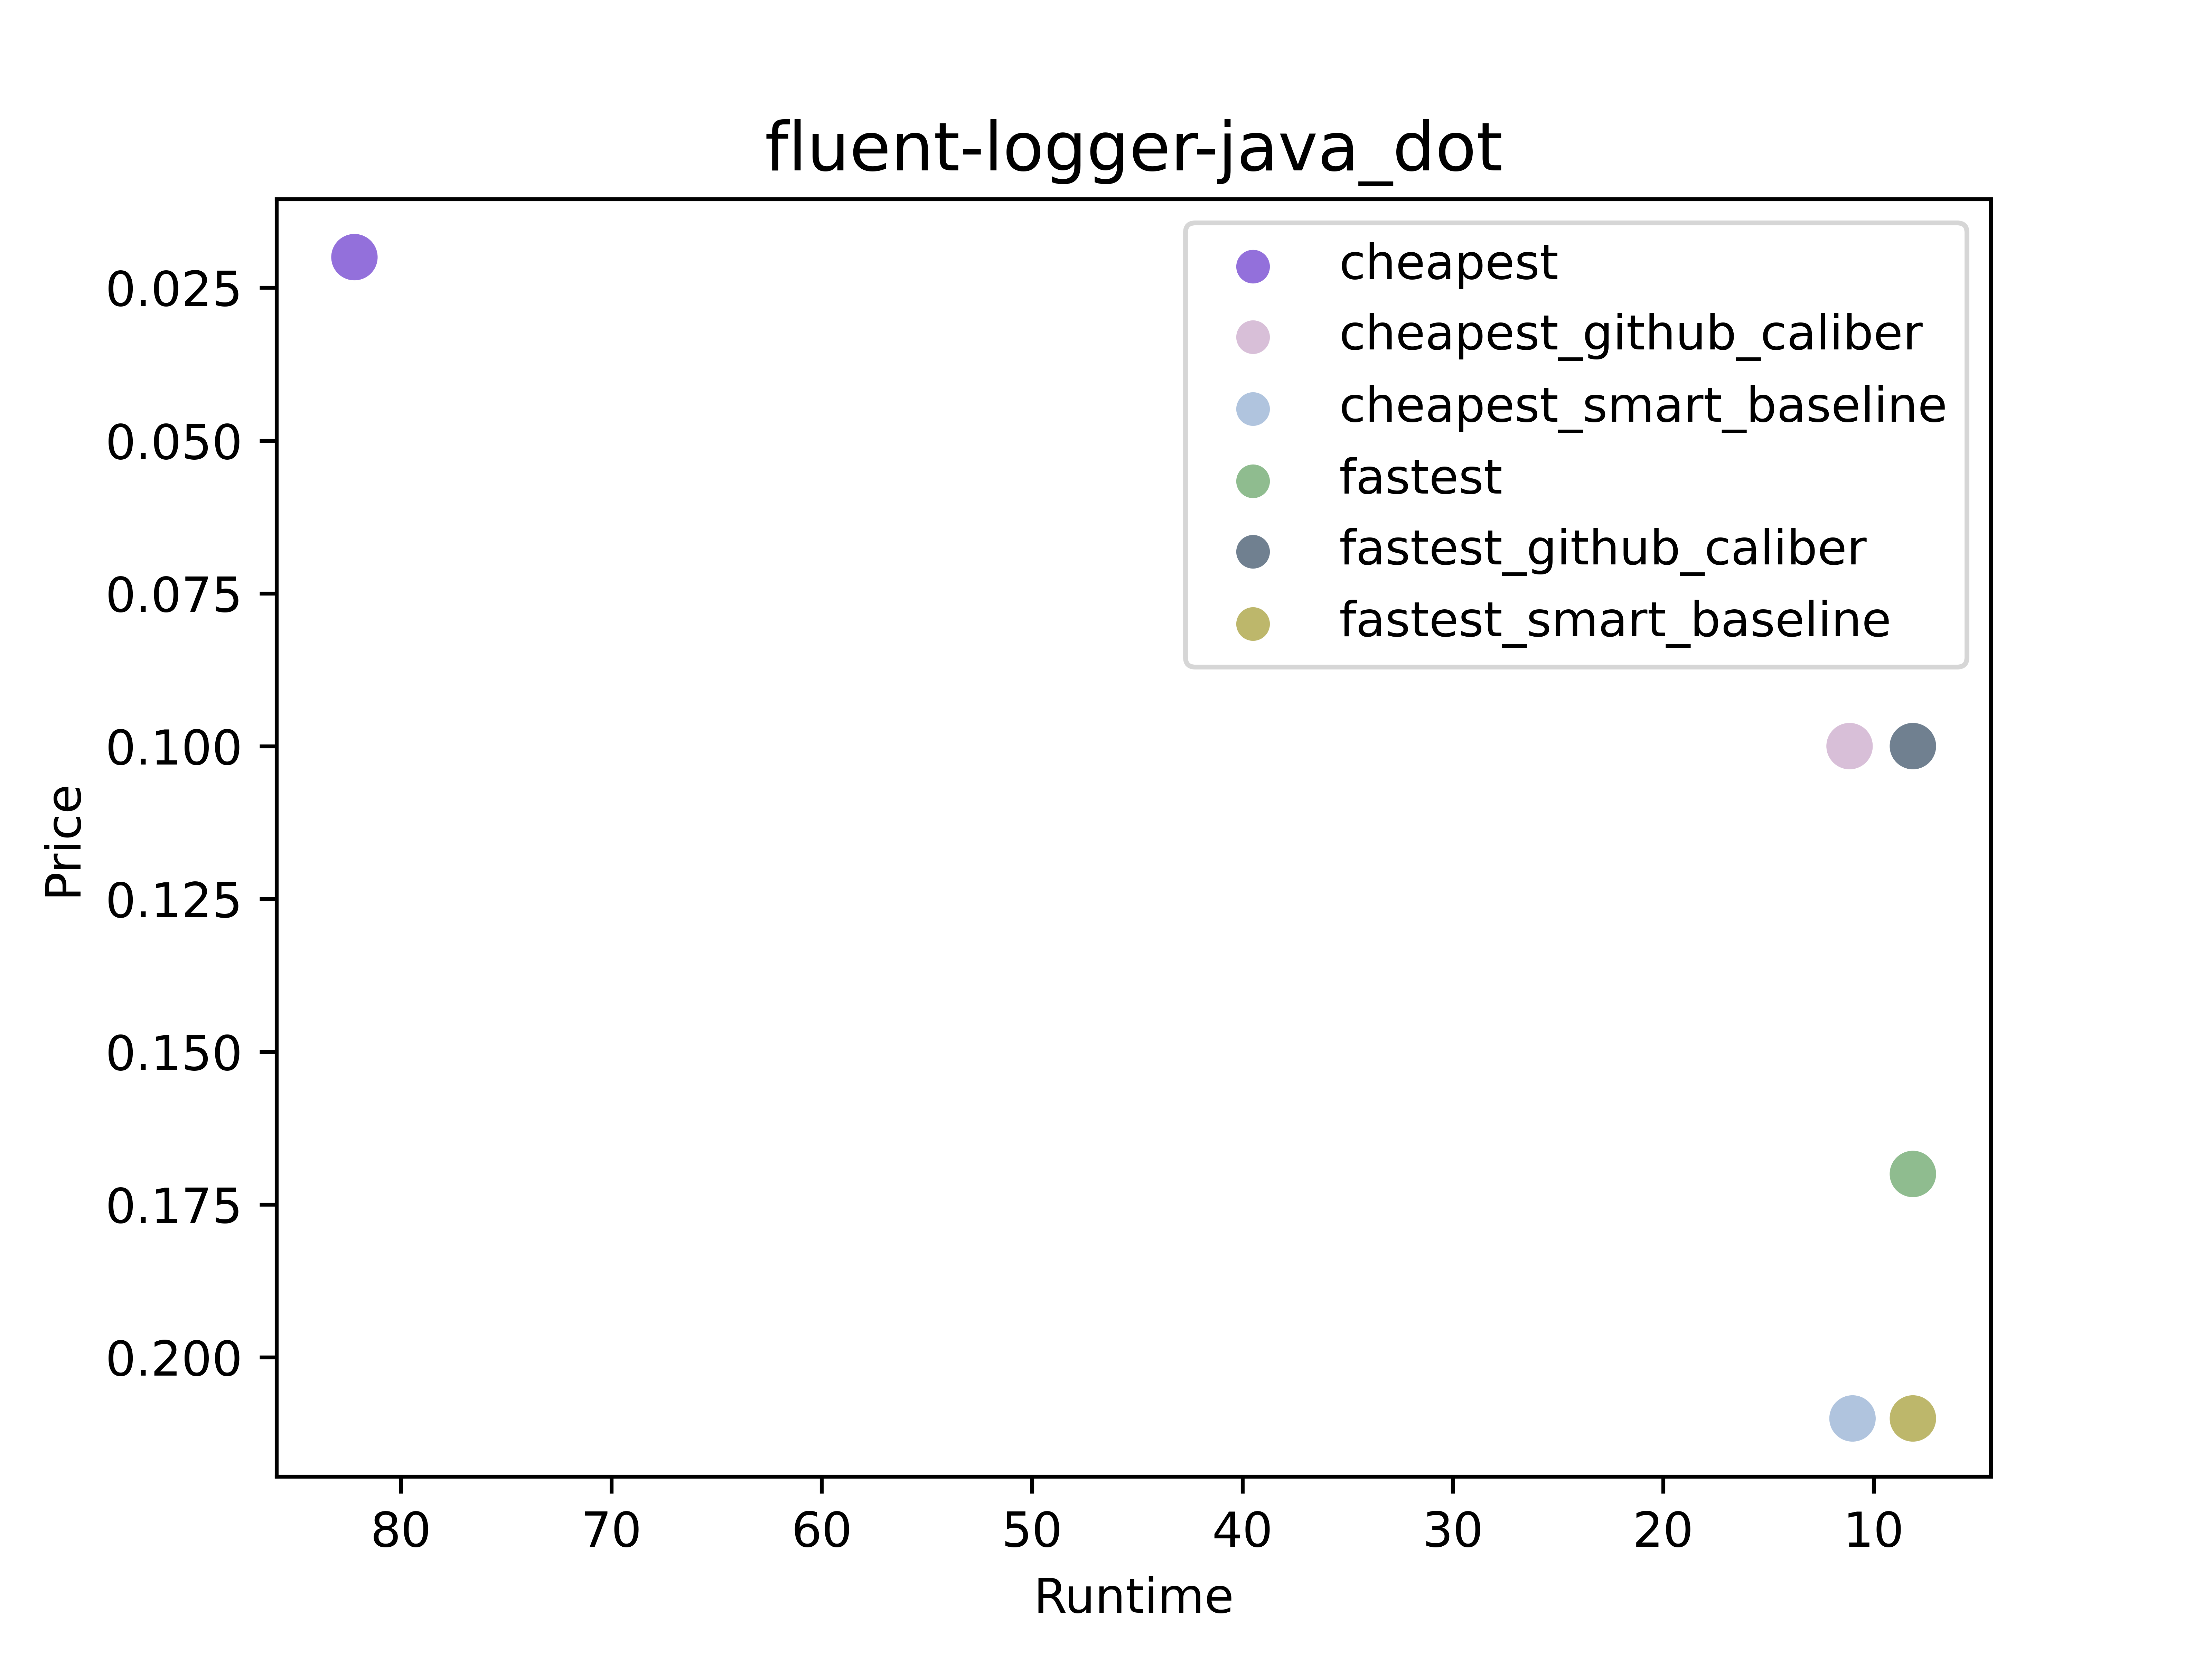 fluent-logger-java_dot
cheapest
cheapest_github_caliber
cheapest_smart_baseline
fastest
fastest_github_caliber
fastest_smart_baseline
Price
0.025
0.050
0.075
0.100
0.125
0.150
0.175
0.200
80 70 60 50 40 30 20 10
Runtime